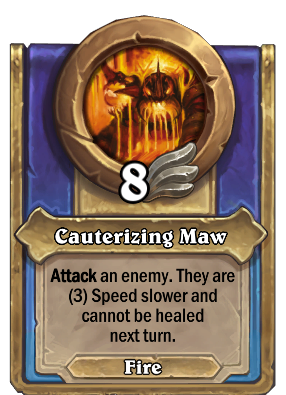 8
Cauterizing Maw
Attack an enemy. They are
(3) Speed slower and
cannot be healed
next turn.
Fire